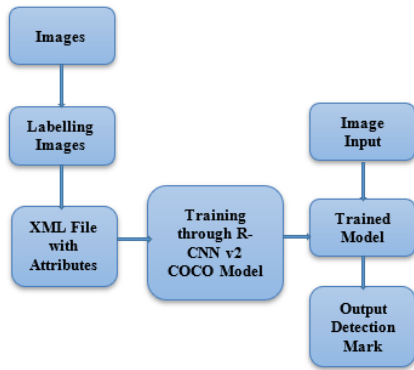 Images
Labelling
Images
XML File
with
Attributes
Training
through R-
CNN v2
COCO Model
Image
Input
Trained
Model
Output
Detection
Mark